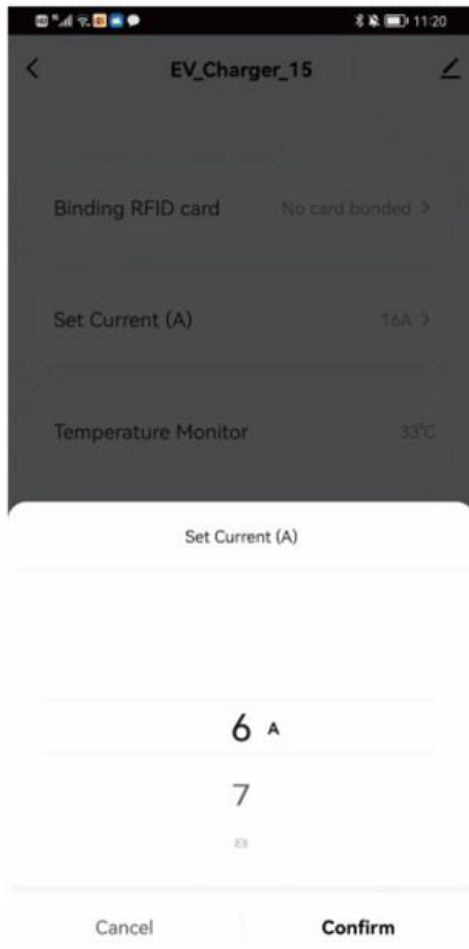 11:20
EV_Charger_15
Binding RFID card No card bonded >
Set Current (A) 16A >
Temperature Monitor 33°C
Set Current (A)
6 A
7
8
Cancel Confirm